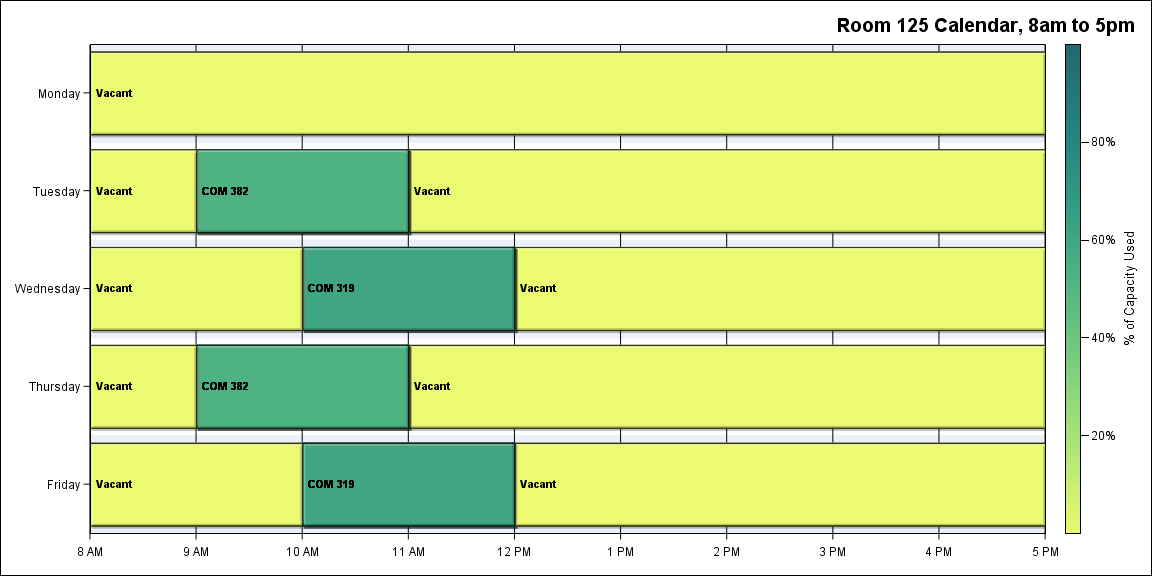 Room 125 Calendar, 8am to 5pm
Monday
Vacant
Tuesday
Vacant
COM 382
Vacant
Wednesday
Vacant
COM 319
Vacant
Thursday
Vacant
COM 382
Vacant
Friday
Vacant
COM 319
Vacant
8 AM 9 AM 10 AM 11 AM 12 PM 1 PM 2 PM 3 PM 4 PM 5 PM
80%
60%
40%
20%
% of Capacity Used